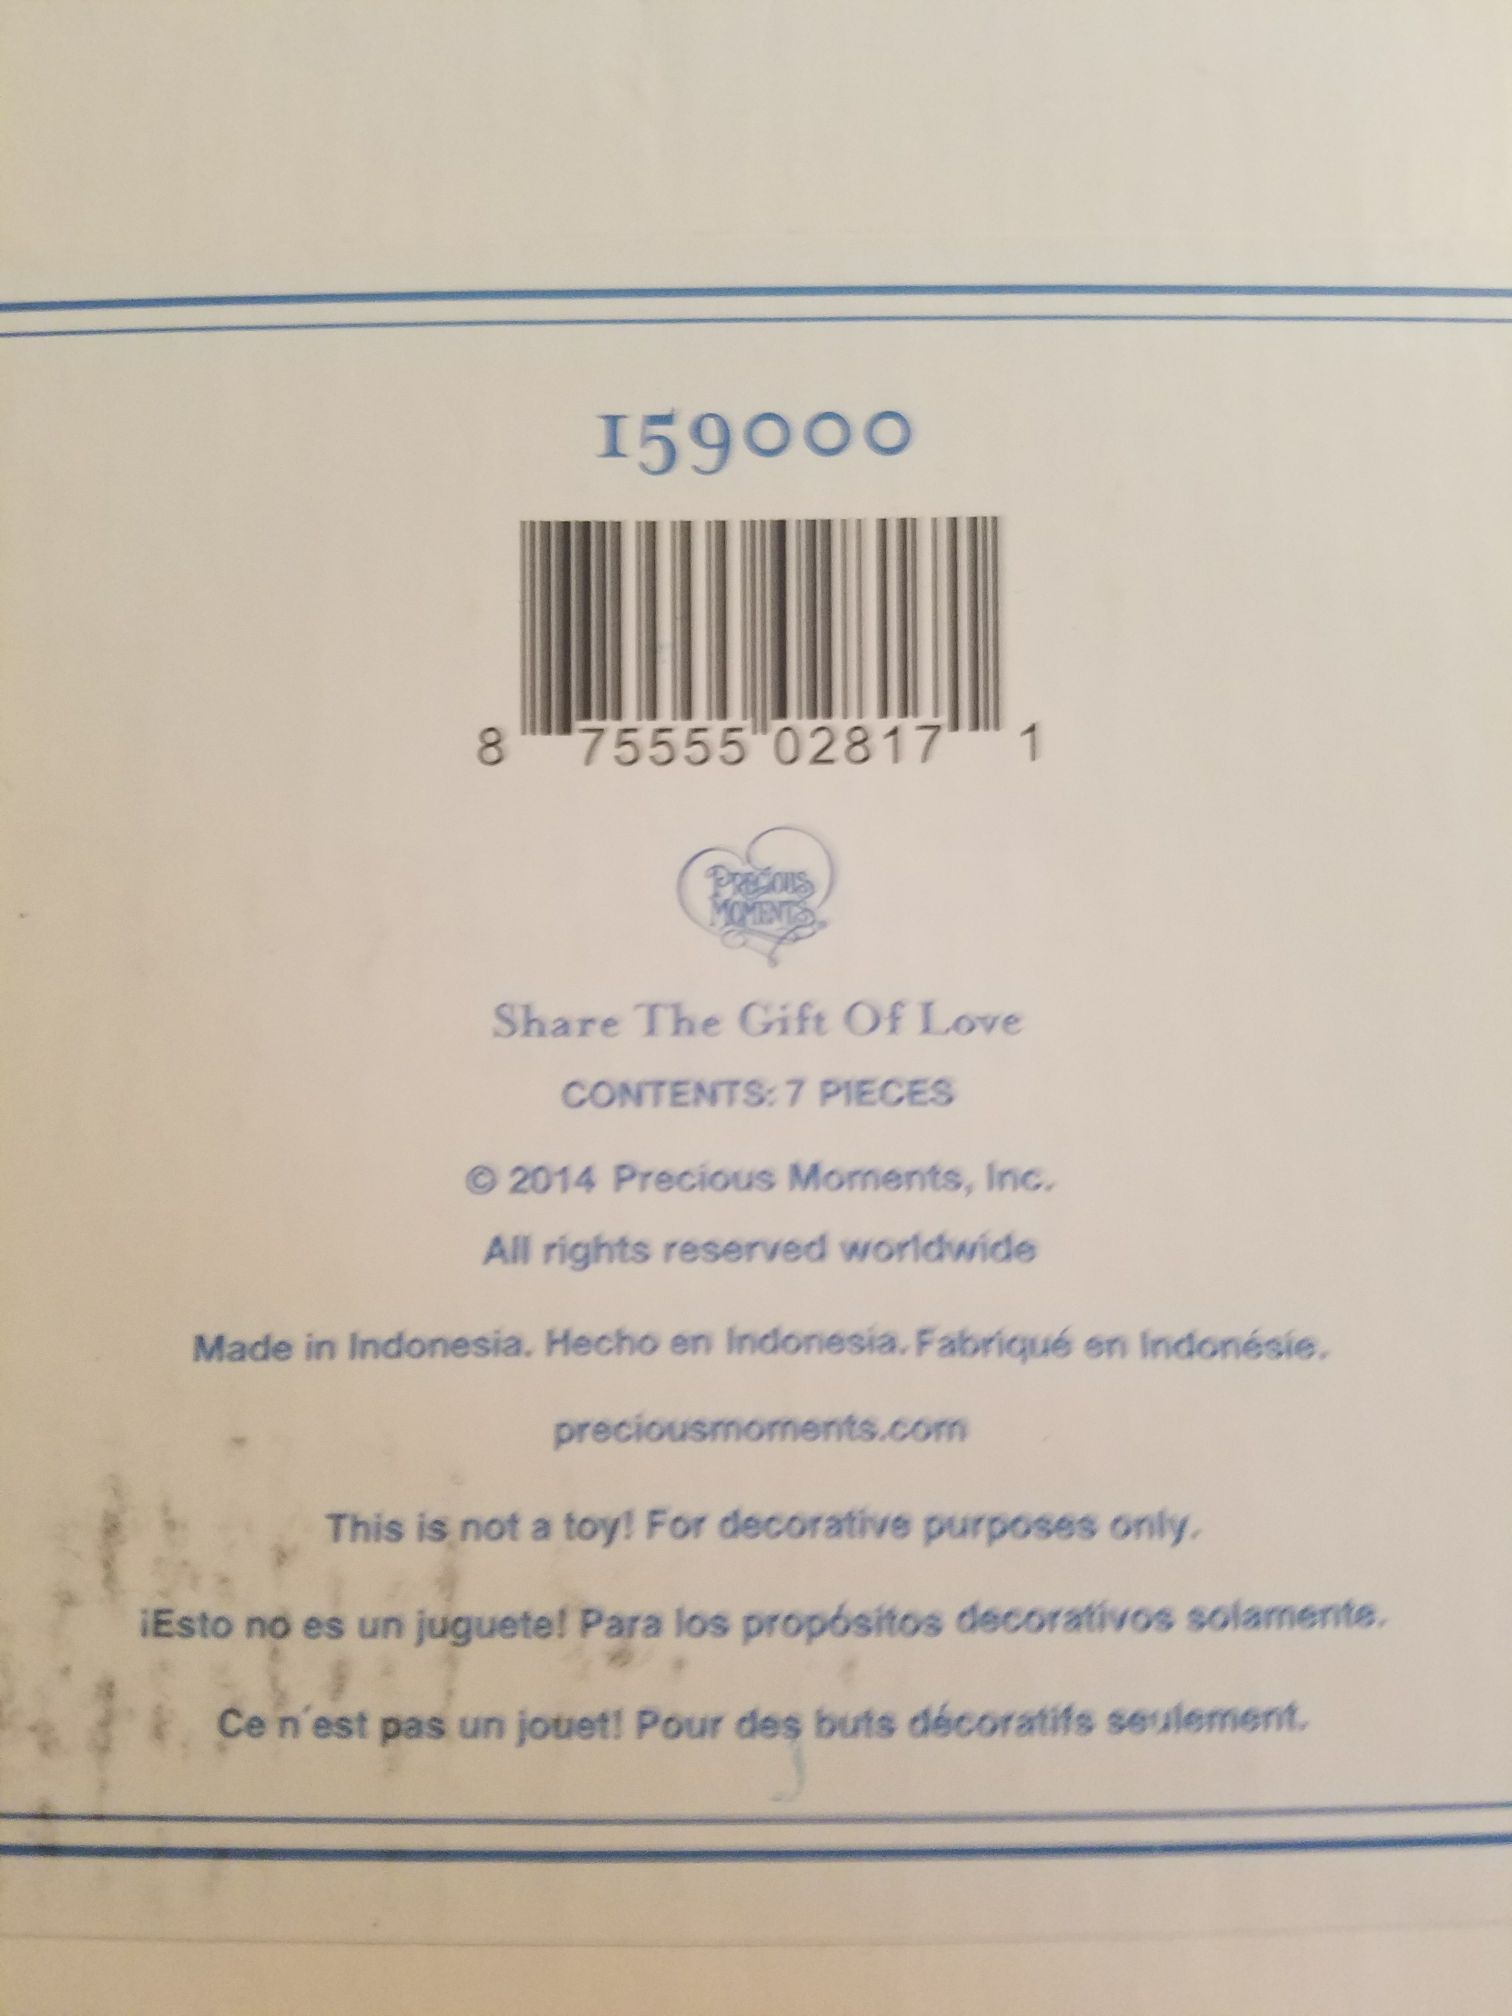 159000
8 75555 02817 1
PRECIOUS
MOMENTS
Share The Gift Of Love
CONTENTS: 7 PIECES
© 2014 Precious Moments, Inc.
All rights reserved worldwide
Made in Indonesia. Hecho en Indonesia. Fabriqué en Indonésie.
preciousmoments.com
This is not a toy! For decorative purposes only.
¡Esto no es un juguete! Para los propósitos decorativos solamente.
Ce n´est pas un jouet! Pour des buts décoratifs seulement.